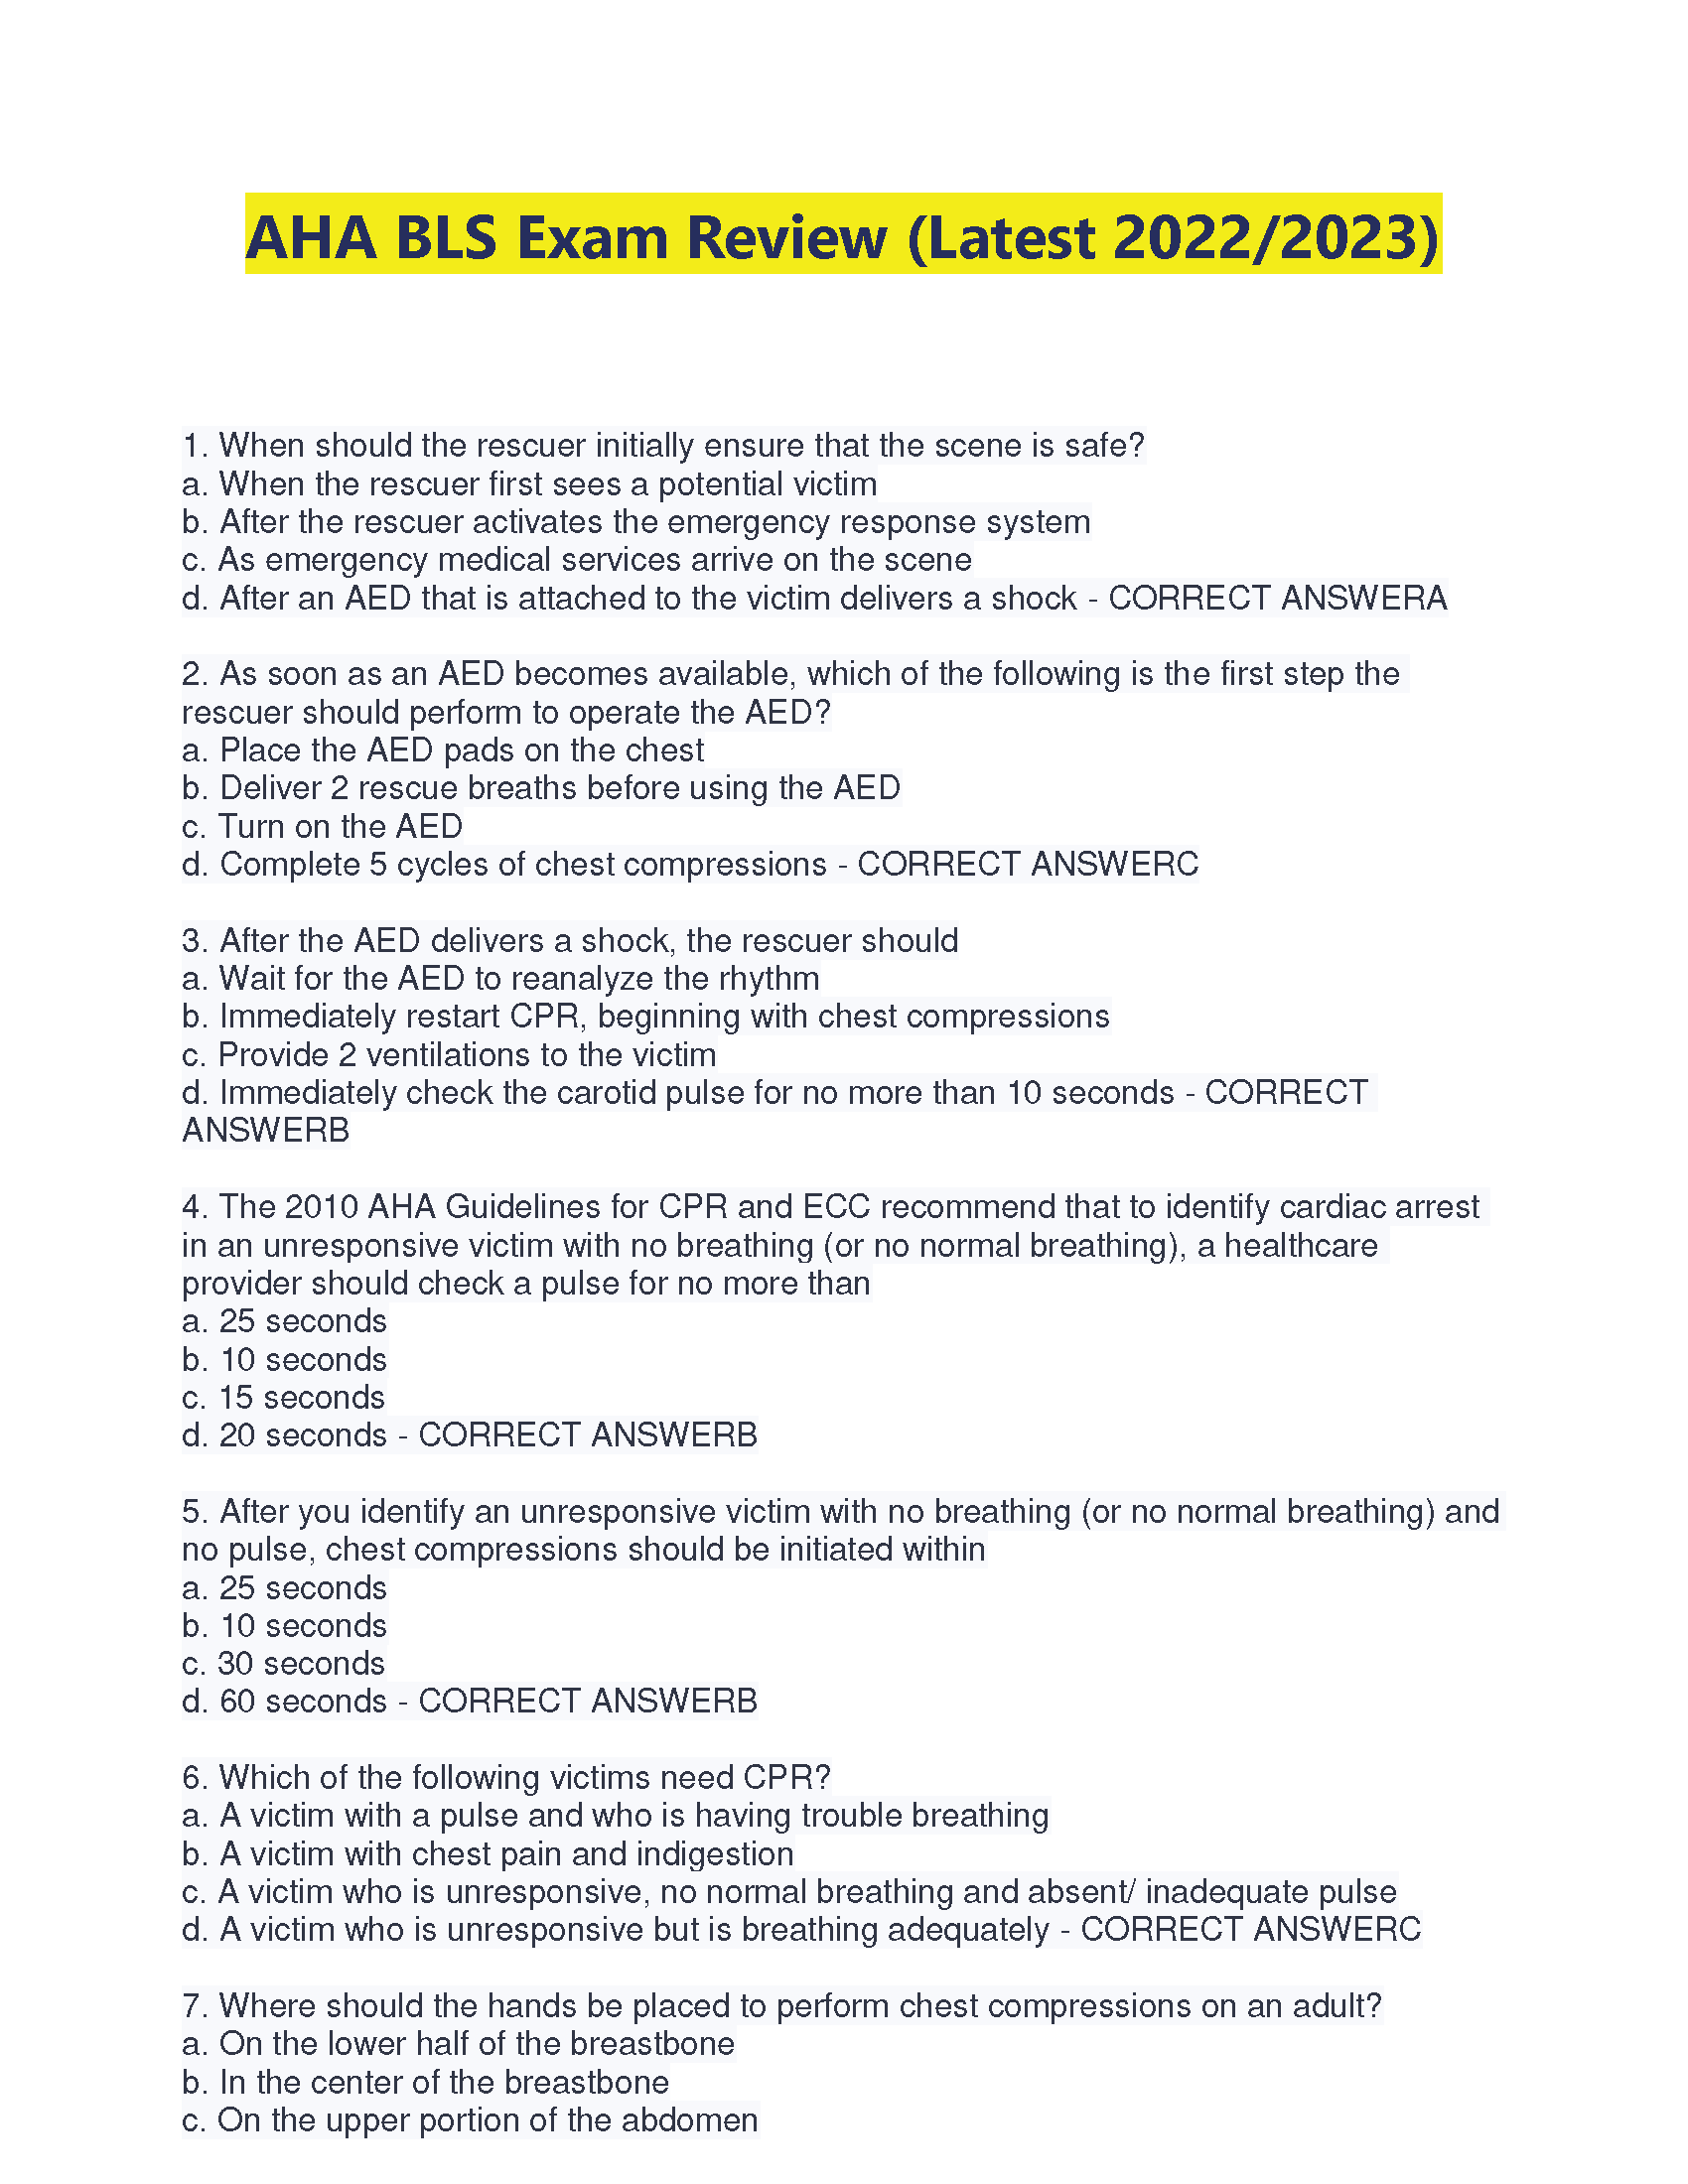 AHA BLS Exam Review (Latest 2022/2023)
1. When should the rescuer initially ensure that the scene is safe?
a. When the rescuer first sees a potential victim
b. After the rescuer activates the emergency response system
c. As emergency medical services arrive on the scene
d. After an AED that is attached to the victim delivers a shock - CORRECT ANSWERA
2. As soon as an AED becomes available, which of the following is the first step the
rescuer should perform to operate the AED?
a. Place the AED pads on the chest
b. Deliver 2 rescue breaths before using the AED
c. Turn on the AED
d. Complete 5 cycles of chest compressions - CORRECT ANSWERC
3. After the AED delivers a shock, the rescuer should
a. Wait for the AED to reanalyze the rhythm
b. Immediately restart CPR, beginning with chest compressions
c. Provide 2 ventilations to the victim
d. Immediately check the carotid pulse for no more than 10 seconds - CORRECT
ANSWERB
4. The 2010 AHA Guidelines for CPR and ECC recommend that to identify cardiac arrest
in an unresponsive victim with no breathing (or no normal breathing), a healthcare
provider should check a pulse for no more than
a. 25 seconds
b. 10 seconds
c. 15 seconds
d. 20 seconds - CORRECT ANSWERB
5. After you identify an unresponsive victim with no breathing (or no normal breathing) and
no pulse, chest compressions should be initiated within
a. 25 seconds
b. 10 seconds
c. 30 seconds
d. 60 seconds - CORRECT ANSWERB
6. Which of the following victims need CPR?
a. A victim with a pulse and who is having trouble breathing
b. A victim with chest pain and indigestion
c. A victim who is unresponsive, no normal breathing and absent/ inadequate pulse
d. A victim who is unresponsive but is breathing adequately - CORRECT ANSWERC
7. Where should the hands be placed to perform chest compressions on an adult?
a. On the lower half of the breastbone
b. In the center of the breastbone
c. On the upper portion of the abdomen